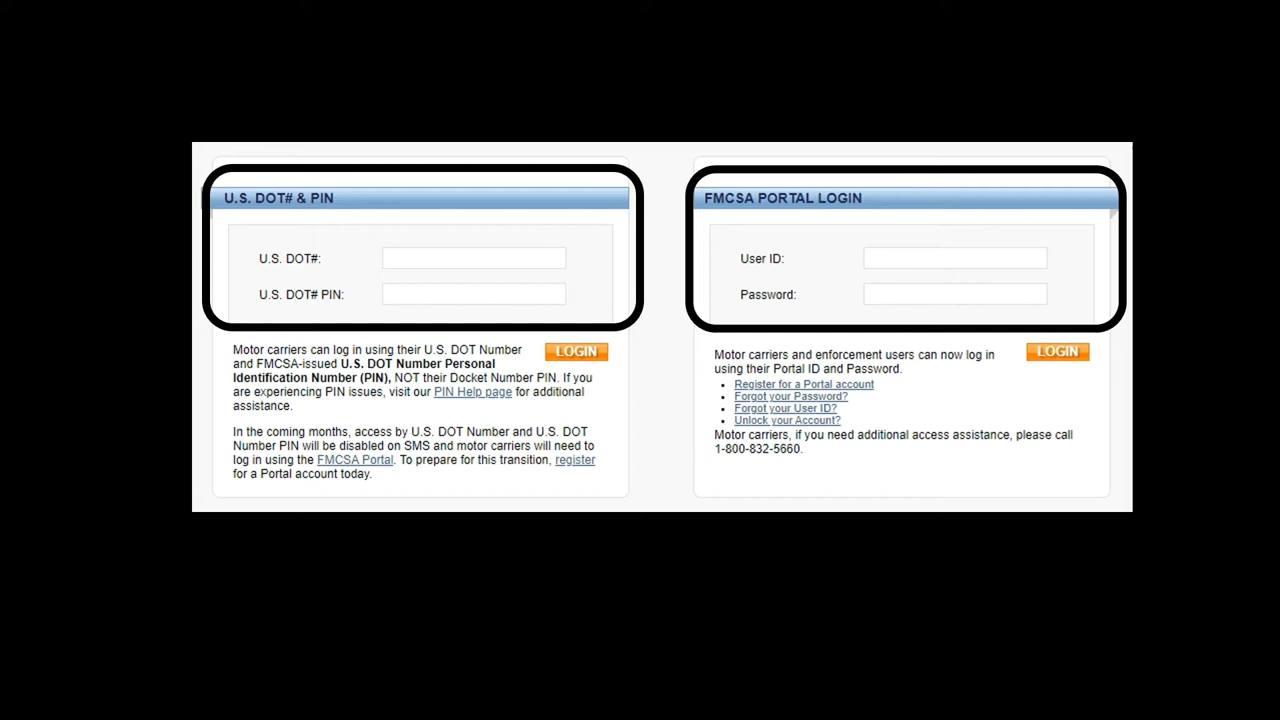 U.S. DOT# & PIN
U.S. DOT#:
U.S. DOT# PIN:
LOGIN
Motor carriers can log in using their U.S. DOT Number
and FMCSA-issued U.S. DOT Number Personal
Identification Number (PIN), NOT their Docket Number PIN. If you
are experiencing PIN issues, visit our PIN Help page for additional
assistance.
In the coming months, access by U.S. DOT Number and U.S. DOT
Number PIN will be disabled on SMS and motor carriers will need to
log in using the FMCSA Portal. To prepare for this transition, register
for a Portal account today.
FMCSA PORTAL LOGIN
User ID:
Password:
LOGIN
Motor carriers and enforcement users can now log in
using their Portal ID and Password.
• Register for a Portal account
• Forgot your Password?
• Forgot your User ID?
• Unlock your Account?
Motor carriers, if you need additional access assistance, please call
1-800-832-5660.